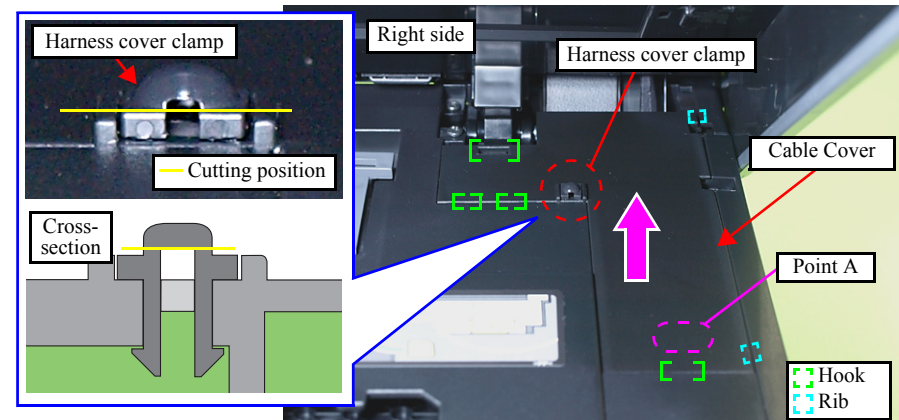 Harness cover clamp
Cutting position
Cross-
section
Right side
Harness cover clamp
Cable Cover
Point A
Hook
Rib